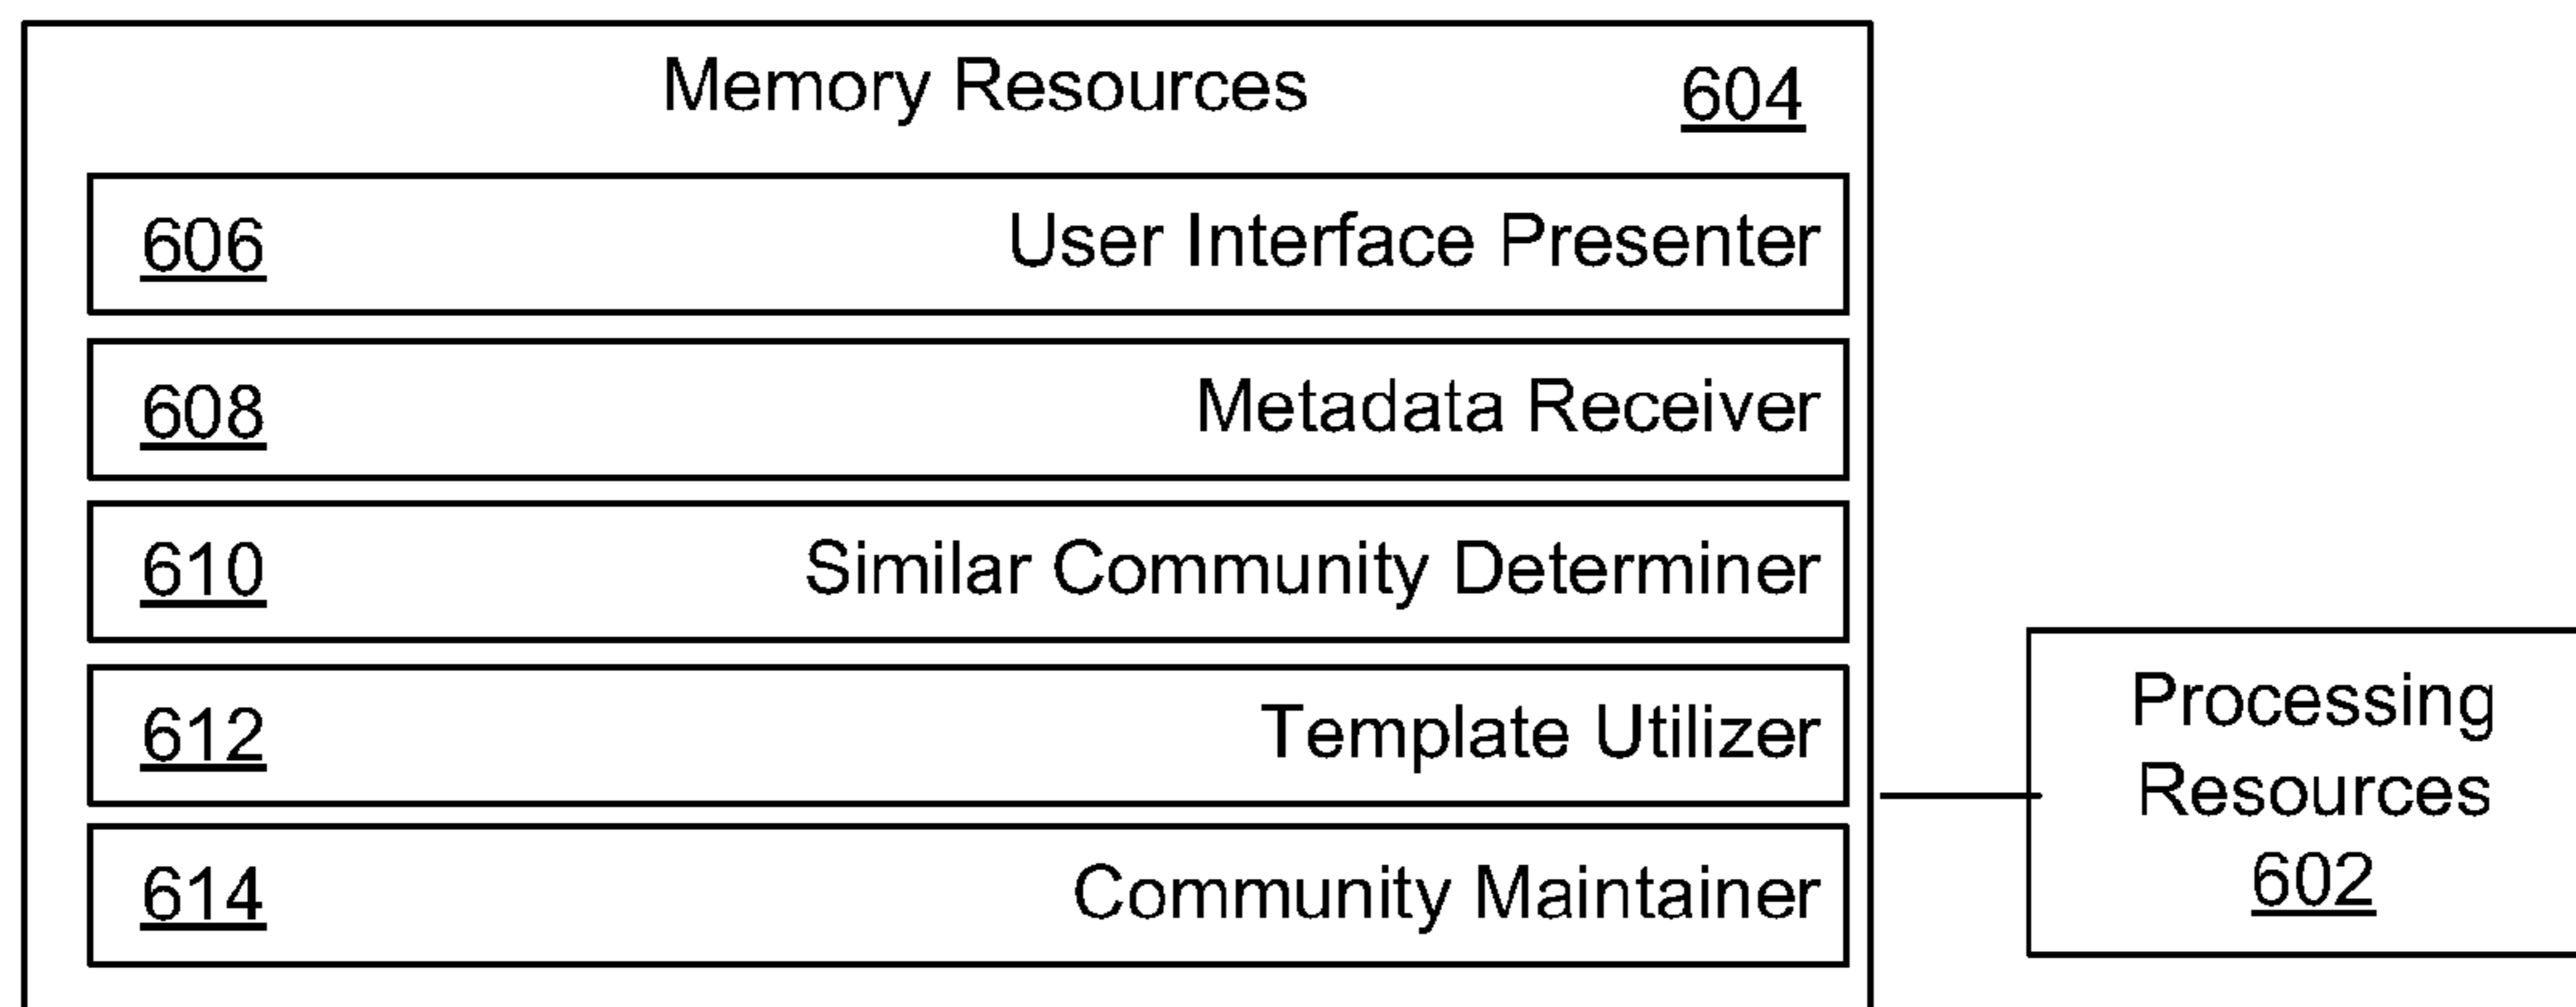 Memory Resources 604
606 User Interface Presenter
608 Metadata Receiver
610 Similar Community Determiner
612 Template Utilizer
614 Community Maintainer
Processing
Resources
602